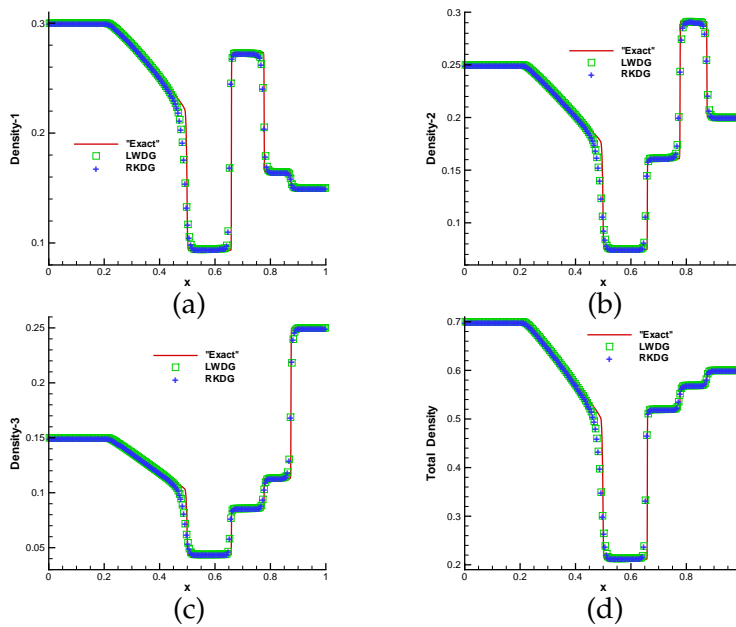 0.3
0.2
0.1
Density-1
"Exact"
LWDG
RKDG
0 0.2 0.4 0.6 0.8 1
x
(a)
0.25
0.2
0.15
0.1
Density-2
"Exact"
LWDG
RKDG
0 0.2 0.4 0.6 0.8
x
(b)
0.25
0.2
0.15
0.1
0.05
Density-3
"Exact"
LWDG
RKDG
0 0.2 0.4 0.6 0.8 1
x
(c)
0.7
0.6
0.5
0.4
0.3
0.2
Total Density
"Exact"
LWDG
RKDG
0 0.2 0.4 0.6 0.8
x
(d)